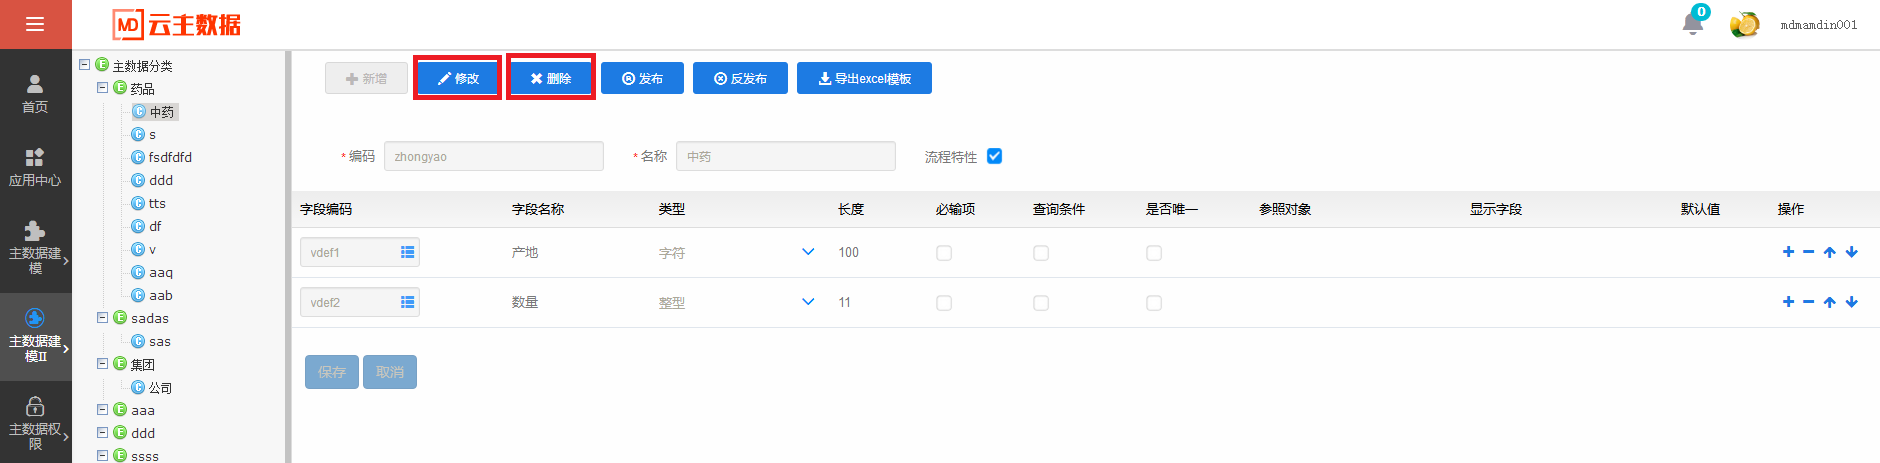 MD 云主数据
0
mdmamdin001
首页
应用中心
主数据建
模
主数据建
模II
主数据权
限
主数据分类
药品
中药
s
fsdfdfd
ddd
tts
df
v
aaq
aab
sadas
sas
集团
公司
aaa
ddd
ssss
新增 修改 删除 发布 反发布 导出excel模板
*编码 zhongyao *名称 中药 流程特性
字段编码 字段名称 类型 长度 必输项 查询条件 是否唯一 参照对象 显示字段 默认值 操作
vdef1 产地 字符 100
vdef2 数量 整型 11
保存 取消